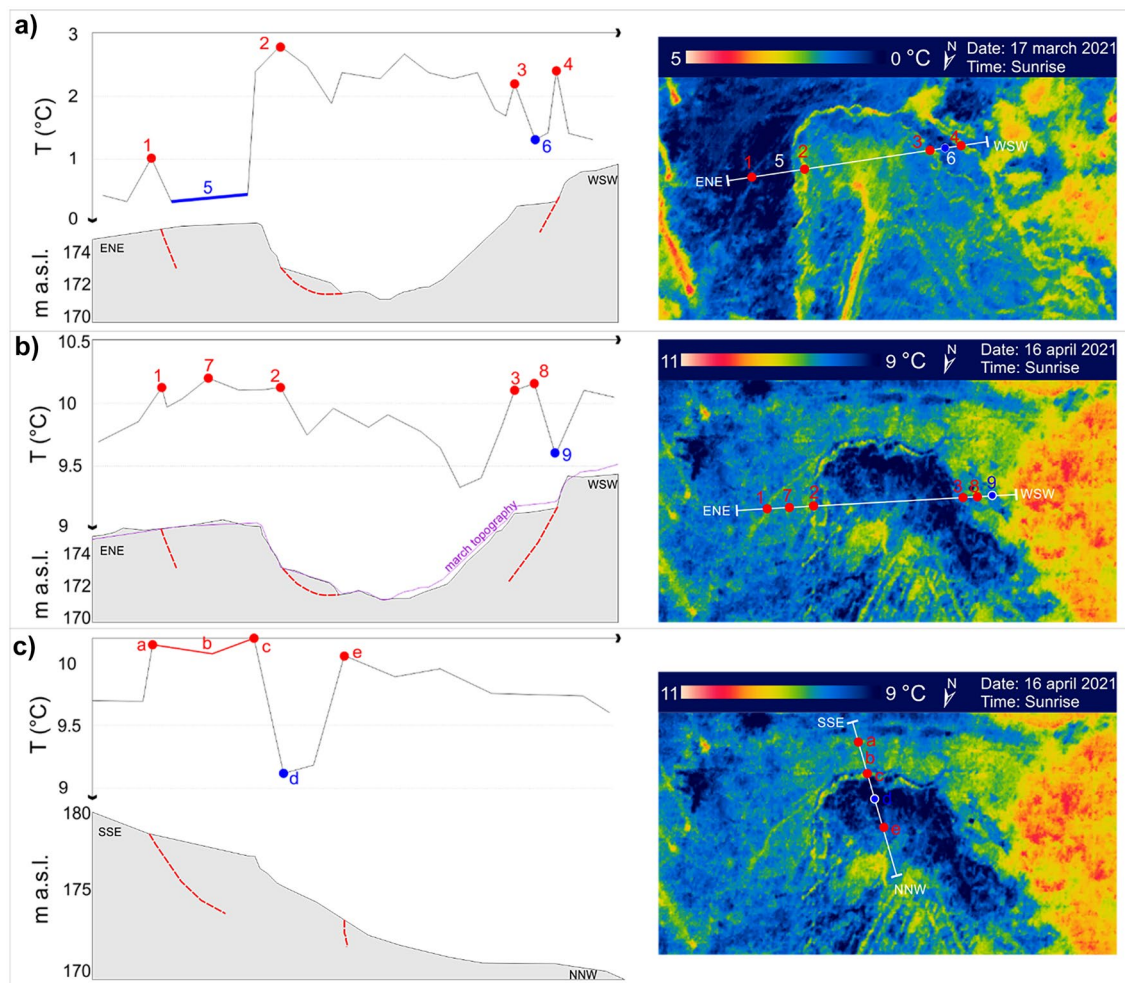 a)
3
2
1
0
T (°C)
1
2
3
4
5
6
ENE
WSW
174
172
170
m a.s.l.
5
0 °C
N
Date: 17 march 2021
Time: Sunrise
ENE
1
5
2
3
6
4
WSW
b)
10.5
10
9.5
9
T (°C)
1
7
2
3
8
9
ENE
WSW
march topography
174
172
170
m a.s.l.
11
9 °C
N
Date: 16 april 2021
Time: Sunrise
ENE
1
7
2
3
8
9
WSW
c)
10
9.5
9
T (°C)
a
b
c
d
e
180
175
170
m a.s.l.
SSE
NNW
11
9 °C
N
Date: 16 april 2021
Time: Sunrise
SSE
a
b
c
d
e
NNW